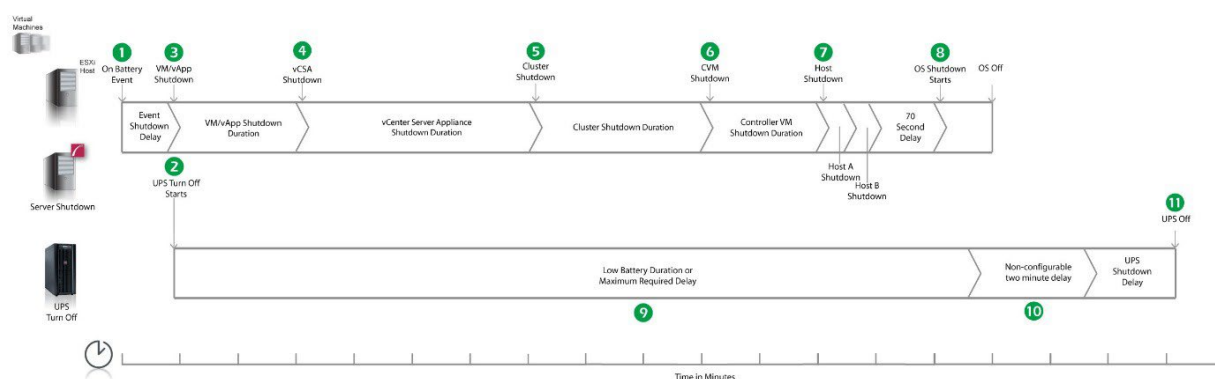 Virtual
Machines
ESXi
Host
1
On Battery
Event
3
VM/vApp
Shutdown
4
vCSA
Shutdown
5
Cluster
Shutdown
6
CVM
Shutdown
7
Host
Shutdown
8
OS Shutdown
Starts
OS Off
Event
Shutdown
Delay
VM/vApp Shutdown
Duration
vCenter Server Appliance
Shutdown Duration
Cluster Shutdown Duration
Controller VM
Shutdown Duration
70
Second
Delay
Host A
Shutdown
Host B
Shutdown
Server Shutdown
2
UPS Turn Off
Starts
11
UPS Off
Low Battery Duration or
Maximum Required Delay
Non-configurable
two minute delay
UPS
Shutdown
Delay
9
10
UPS
Turn Off
Time in Minutes